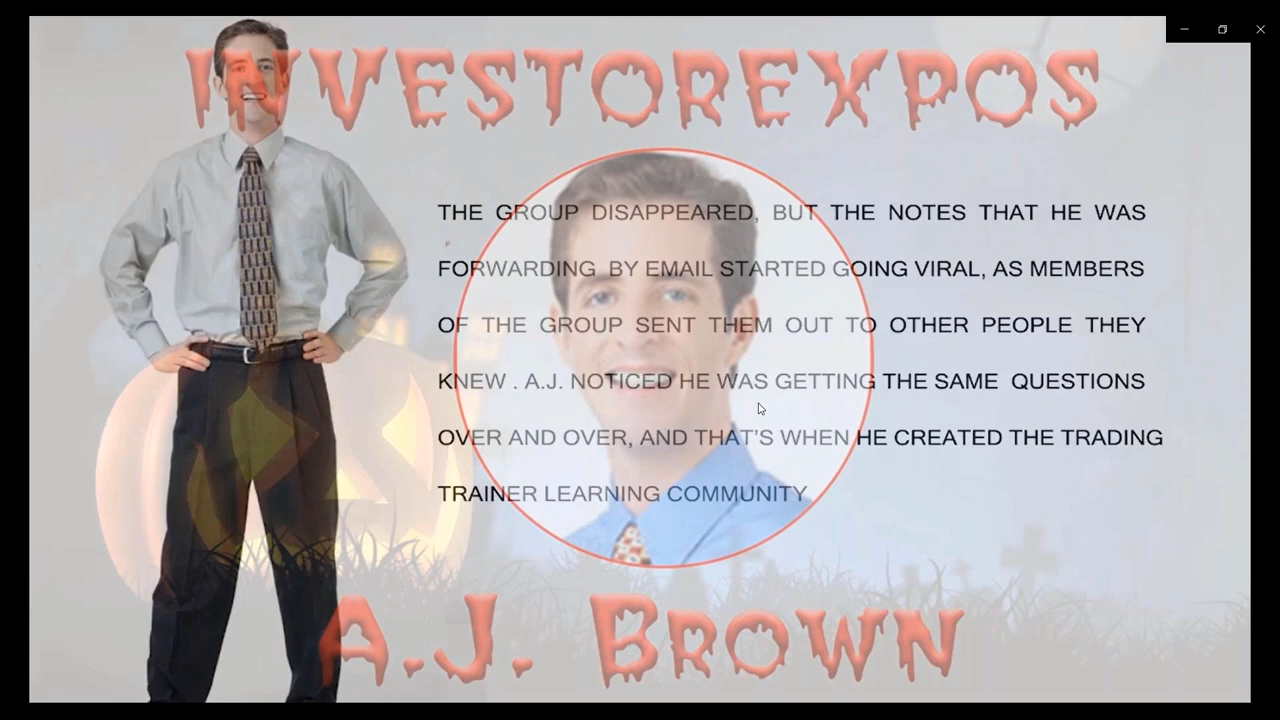 INVESTOREXPOS
THE GROUP DISAPPEARED, BUT THE NOTES THAT HE WAS
FORWARDING BY EMAIL STARTED GOING VIRAL, AS MEMBERS
OF THE GROUP SENT THEM OUT TO OTHER PEOPLE THEY
KNEW . A.J. NOTICED HE WAS GETTING THE SAME QUESTIONS
OVER AND OVER, AND THAT'S WHEN HE CREATED THE TRADING
TRAINER LEARNING COMMUNITY
A.J. BROWN